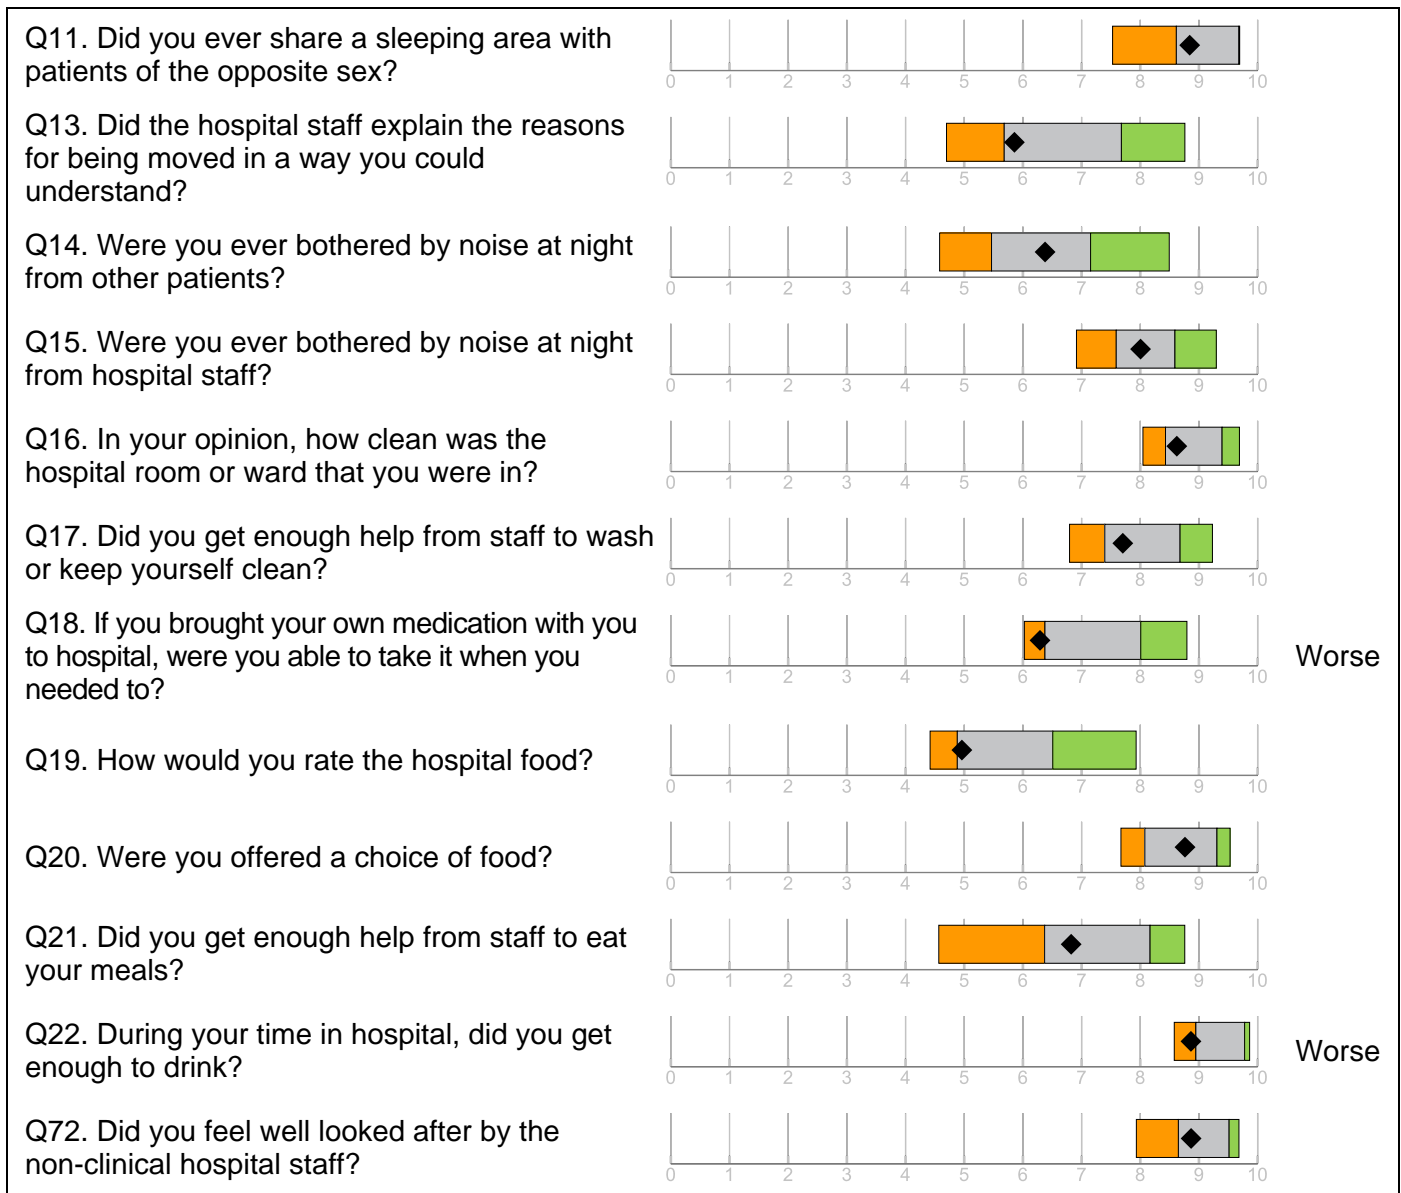 Q11. Did you ever share a sleeping area with
patients of the opposite sex?
0 1 2 3 4 5 6 7 8 9 10
Q13. Did the hospital staff explain the reasons
for being moved in a way you could
understand?
0 1 2 3 4 5 6 7 8 9 10
Q14. Were you ever bothered by noise at night
from other patients?
0 1 2 3 4 5 6 7 8 9 10
Q15. Were you ever bothered by noise at night
from hospital staff?
0 1 2 3 4 5 6 7 8 9 10
Q16. In your opinion, how clean was the
hospital room or ward that you were in?
0 1 2 3 4 5 6 7 8 9 10
Q17. Did you get enough help from staff to wash
or keep yourself clean?
0 1 2 3 4 5 6 7 8 9 10
Q18. If you brought your own medication with you
to hospital, were you able to take it when you
needed to?
0 1 2 3 4 5 6 7 8 9 10
Worse
Q19. How would you rate the hospital food?
0 1 2 3 4 5 6 7 8 9 10
Q20. Were you offered a choice of food?
0 1 2 3 4 5 6 7 8 9 10
Q21. Did you get enough help from staff to eat
your meals?
0 1 2 3 4 5 6 7 8 9 10
Q22. During your time in hospital, did you get
enough to drink?
0 1 2 3 4 5 6 7 8 9 10
Worse
Q72. Did you feel well looked after by the
non-clinical hospital staff?
0 1 2 3 4 5 6 7 8 9 10